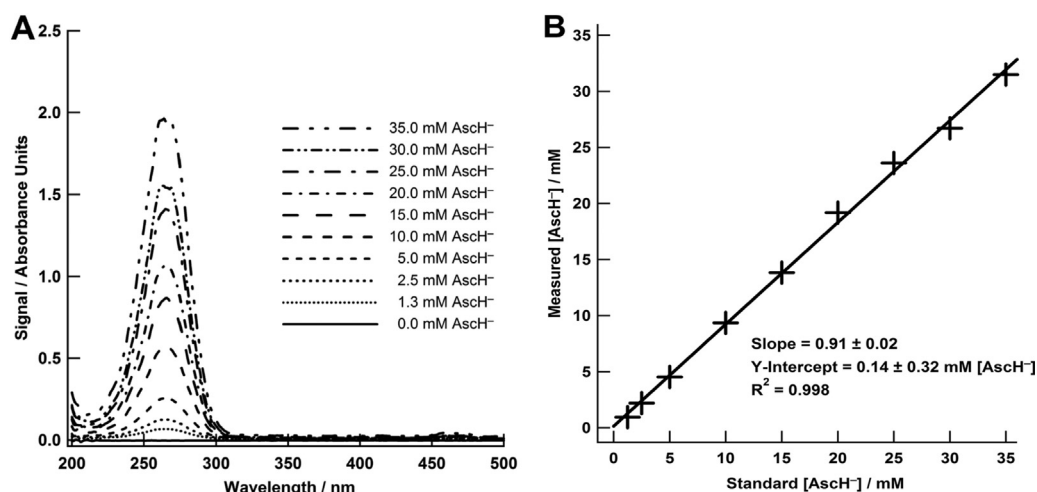 A
Signal / Absorbance Units
2.5
2.0
1.5
1.0
0.5
0.0
200
250
300
350
400
450
500
Wavelength / nm
35.0 mM AscH⁻
30.0 mM AscH⁻
25.0 mM AscH⁻
20.0 mM AscH⁻
15.0 mM AscH⁻
10.0 mM AscH⁻
5.0 mM AscH⁻
2.5 mM AscH⁻
1.3 mM AscH⁻
0.0 mM AscH⁻
B
Measured [AscH⁻] / mM
35
30
25
20
15
10
5
0
0
5
10
15
20
25
30
35
Standard [AscH⁻] / mM
Slope = 0.91 ± 0.02
Y-Intercept = 0.14 ± 0.32 mM [AscH⁻]
R² = 0.998